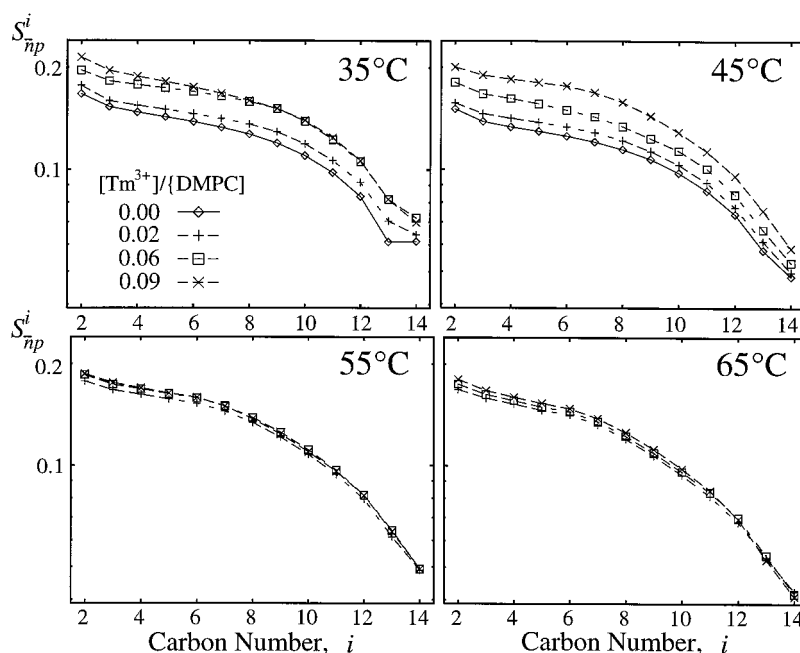 S^i_n̄p
0.2
0.1
35°C
45°C
[Tm3+]/{DMPC}
0.00
0.02
0.06
0.09
2 4 6 8 10 12 14
2 4 6 8 10 12 14
S^i_n̄p
0.2
0.1
55°C
65°C
2 4 6 8 10 12 14
2 4 6 8 10 12 14
Carbon Number, i
Carbon Number, i